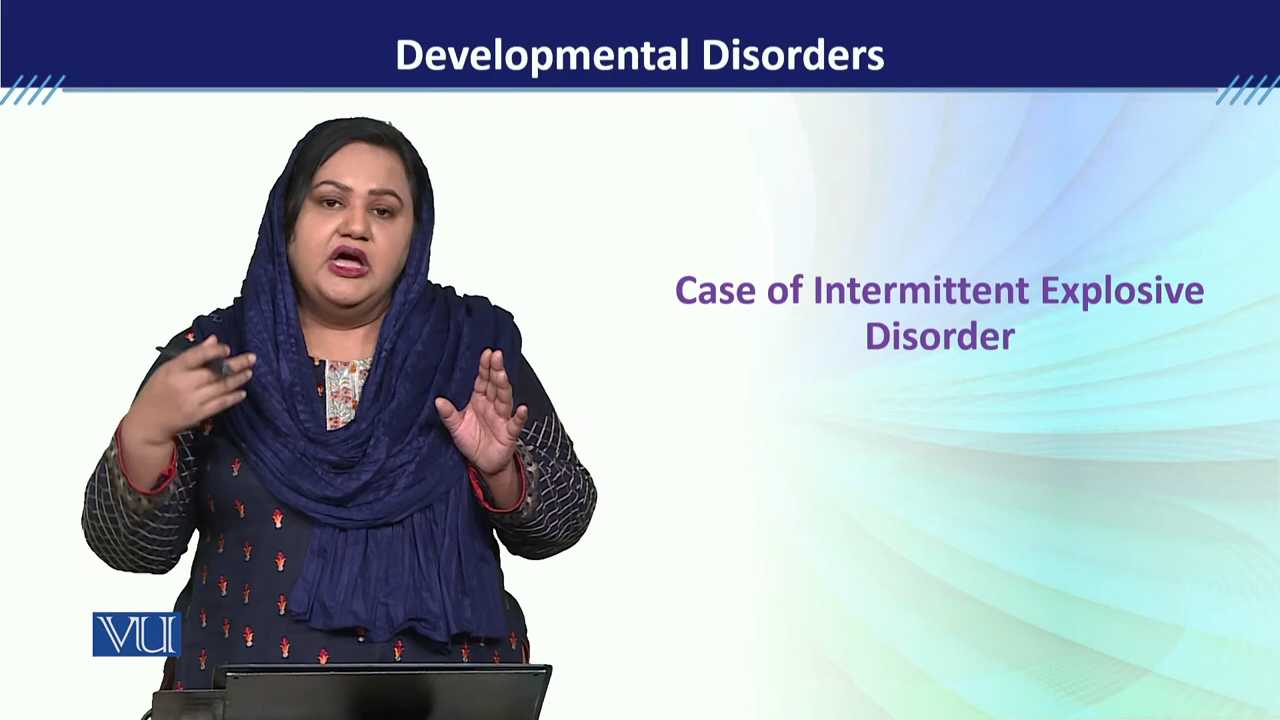 Developmental Disorders
Case of Intermittent Explosive
Disorder
VU